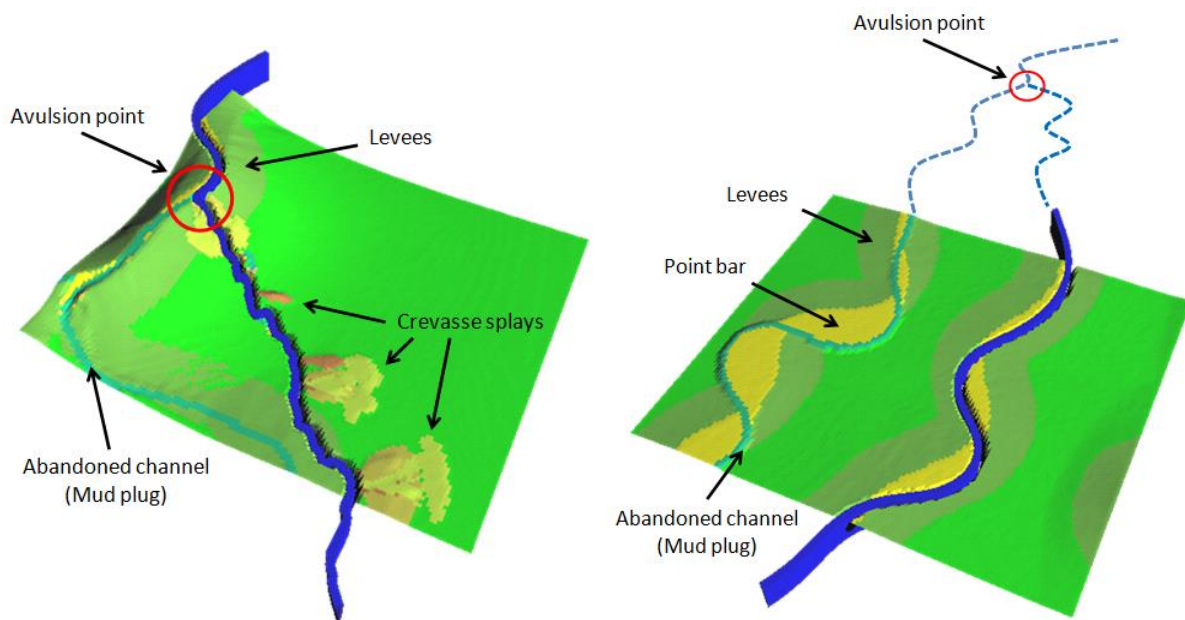 Avulsion point
Levees
Crevasse splays
Abandoned channel
(Mud plug)
Avulsion point
Levees
Point bar
Abandoned channel
(Mud plug)